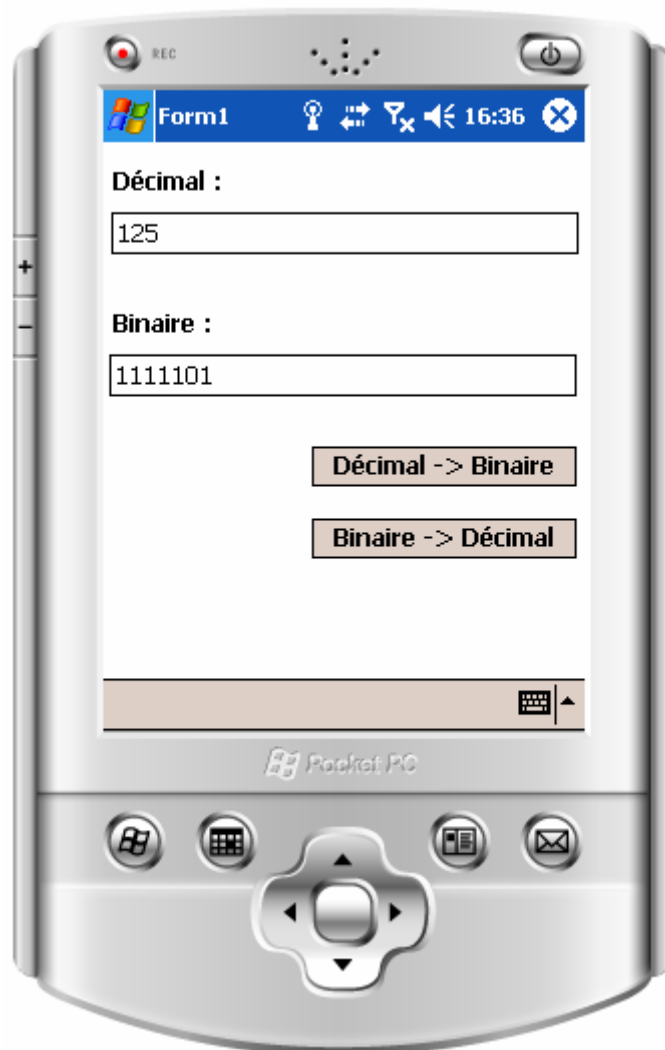 REC
Form1 16:36
Décimal :
125
Binaire :
1111101
Décimal -> Binaire
Binaire -> Décimal
Pocket PC